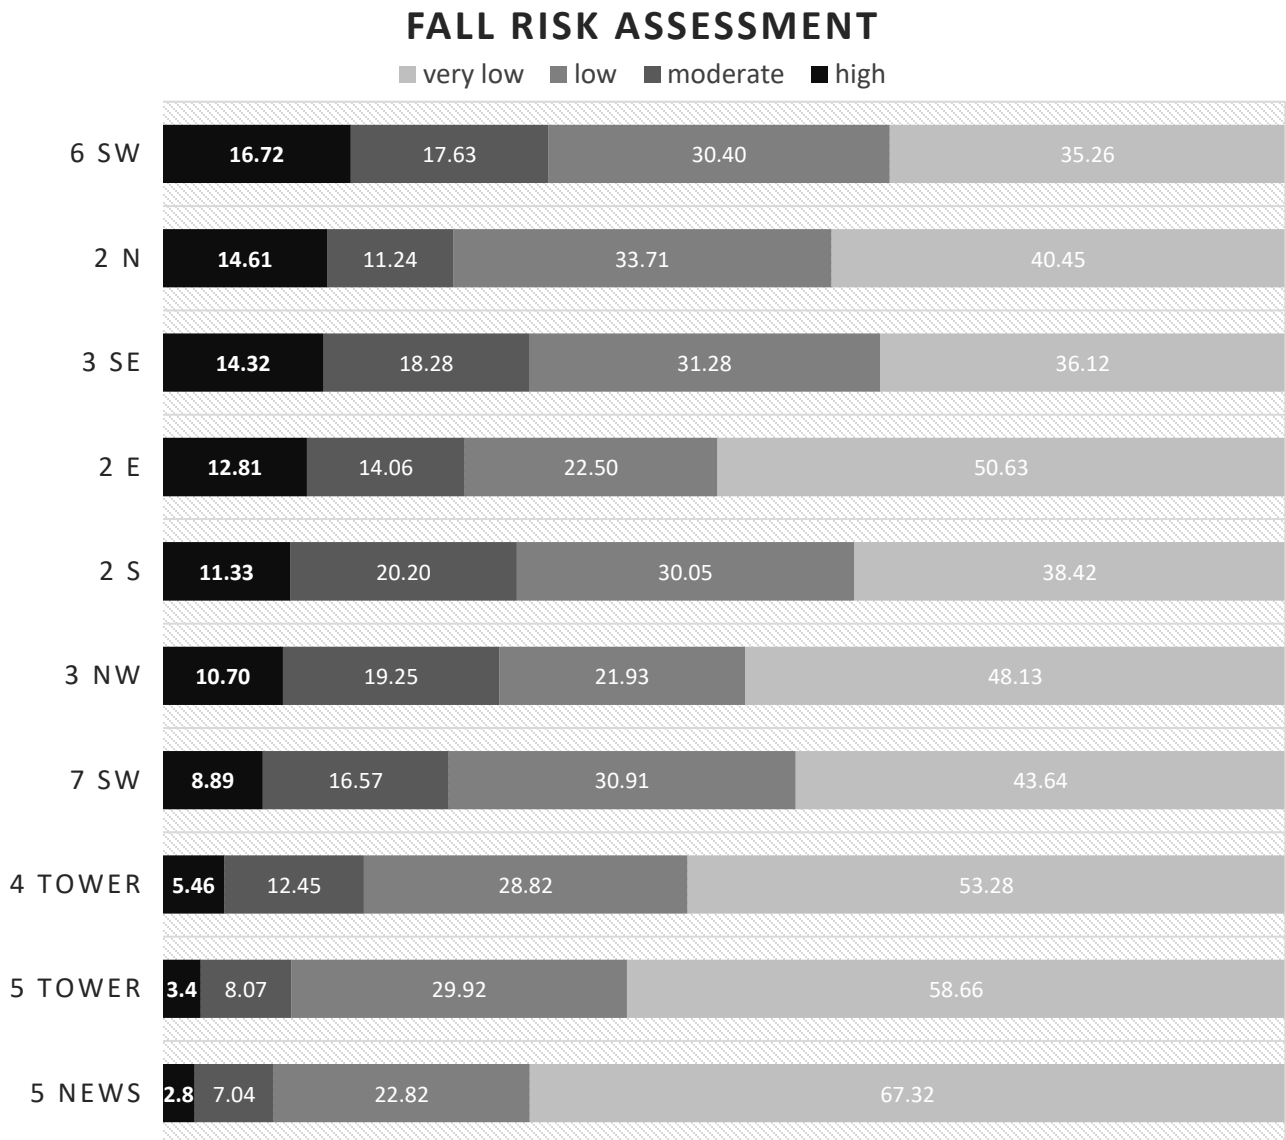 FALL RISK ASSESSMENT
very low low moderate high
6 SW 16.72 17.63 30.40 35.26
2 N 14.61 11.24 33.71 40.45
3 SE 14.32 18.28 31.28 36.12
2 E 12.81 14.06 22.50 50.63
2 S 11.33 20.20 30.05 38.42
3 NW 10.70 19.25 21.93 48.13
7 SW 8.89 16.57 30.91 43.64
4 TOWER 5.46 12.45 28.82 53.28
5 TOWER 3.4 8.07 29.92 58.66
5 NEWS 2.8 7.04 22.82 67.32